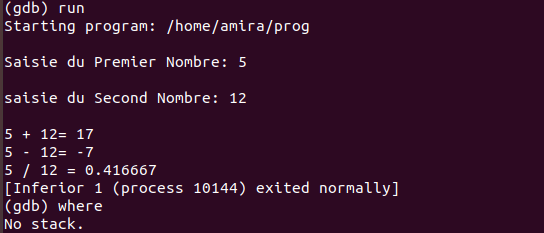 (gdb) run
Starting program: /home/amira/prog
Saisie du Premier Nombre: 5
saisie du Second Nombre: 12
5 + 12= 17
5 - 12= -7
5 / 12 = 0.416667
[Inferior 1 (process 10144) exited normally]
(gdb) where
No stack.